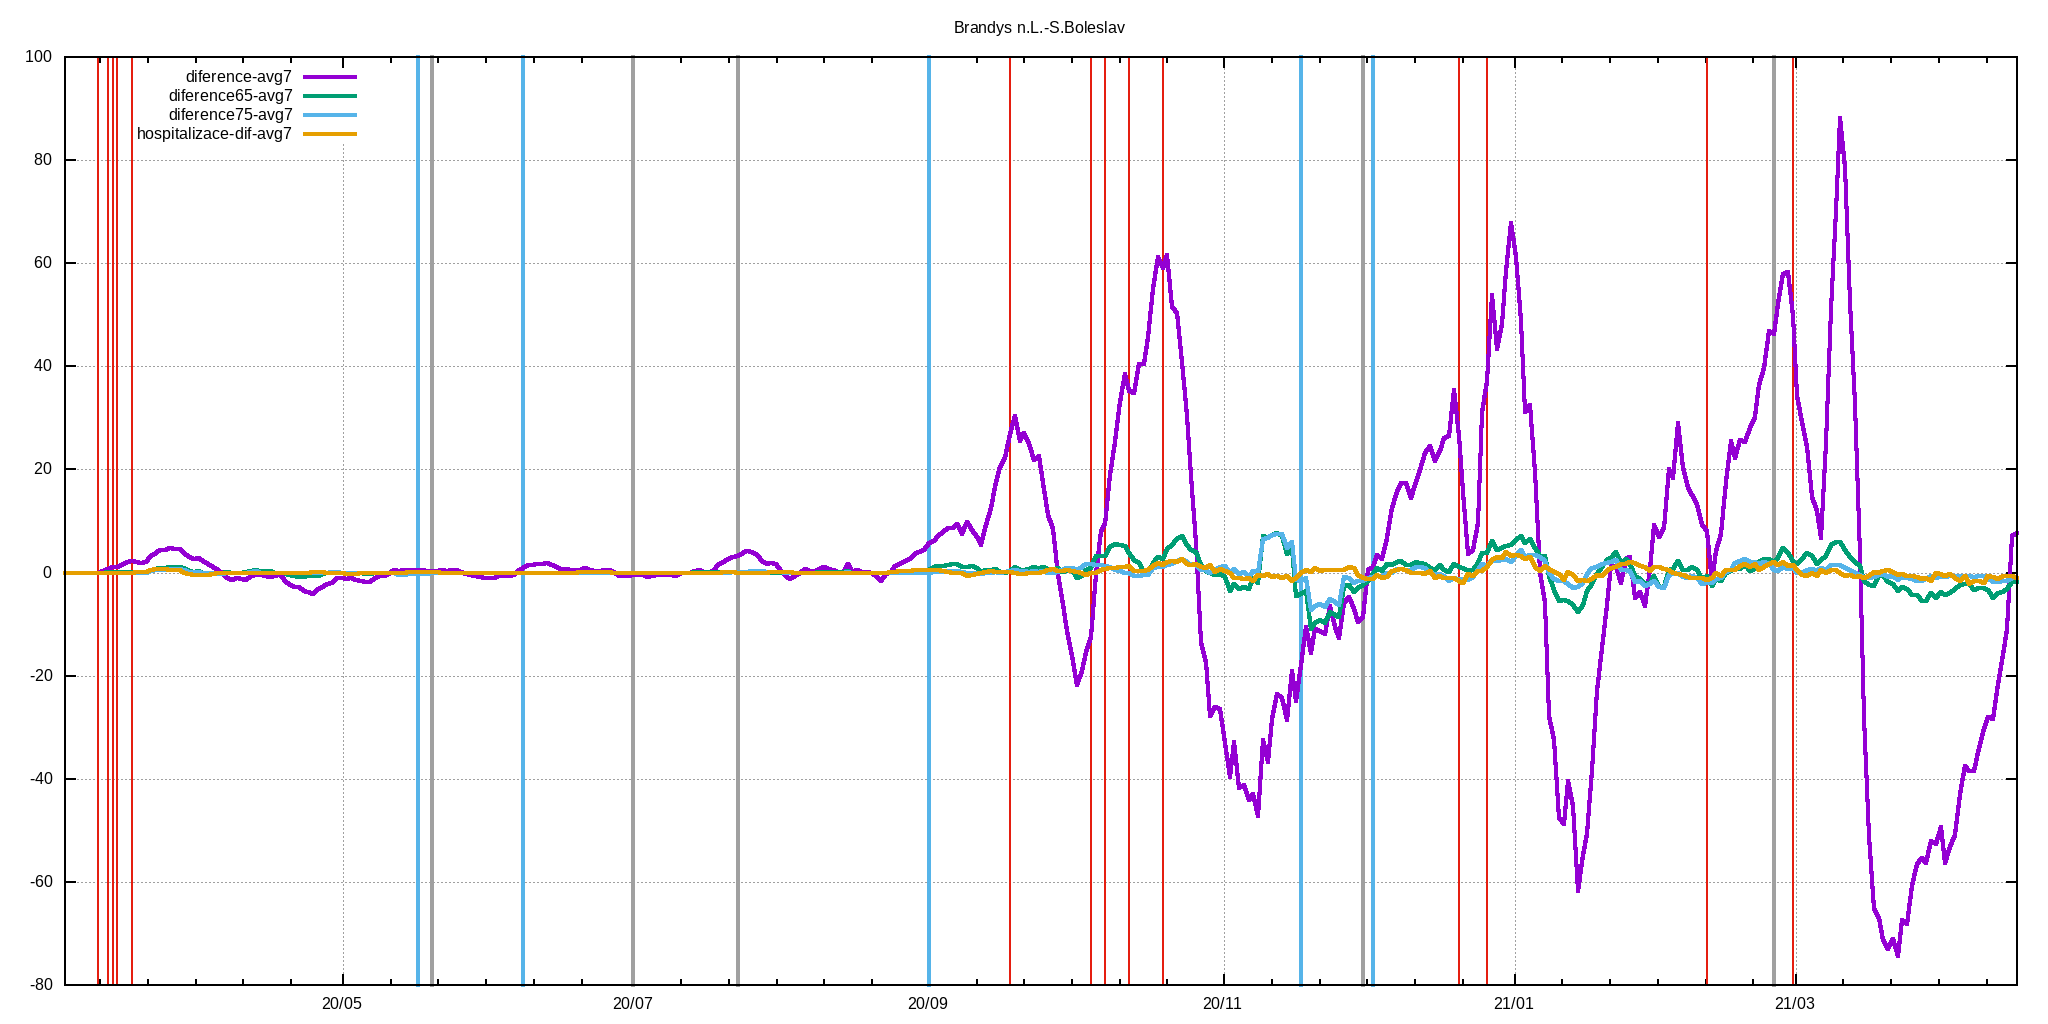 Brandys n.L.-S.Boleslav
diference-avg7
diference65-avg7
diference75-avg7
hospitalizace-dif-avg7
100
80
60
40
20
0
-20
-40
-60
-80
20/05 20/07 20/09 20/11 21/01 21/03